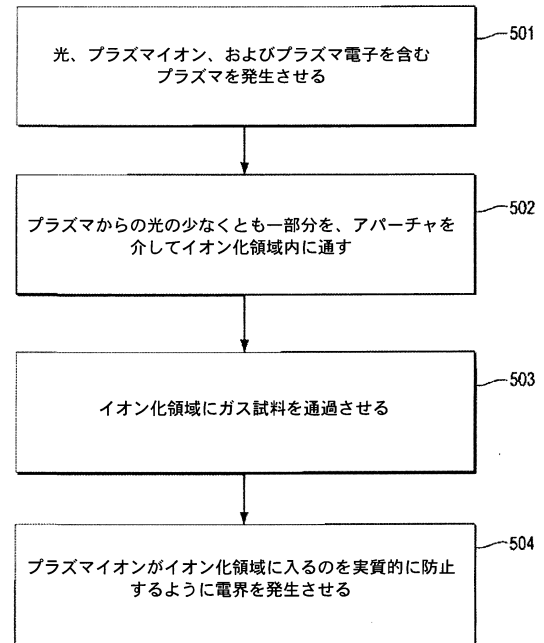 501
光、プラズマイオン、およびプラズマ電子を含む
プラズマを発生させる
502
プラズマからの光の少なくとも一部分を、アパーチャを
介してイオン化領域内に通す
503
イオン化領域にガス試料を通過させる
504
プラズマイオンがイオン化領域に入るのを実質的に防止
するように電界を発生させる